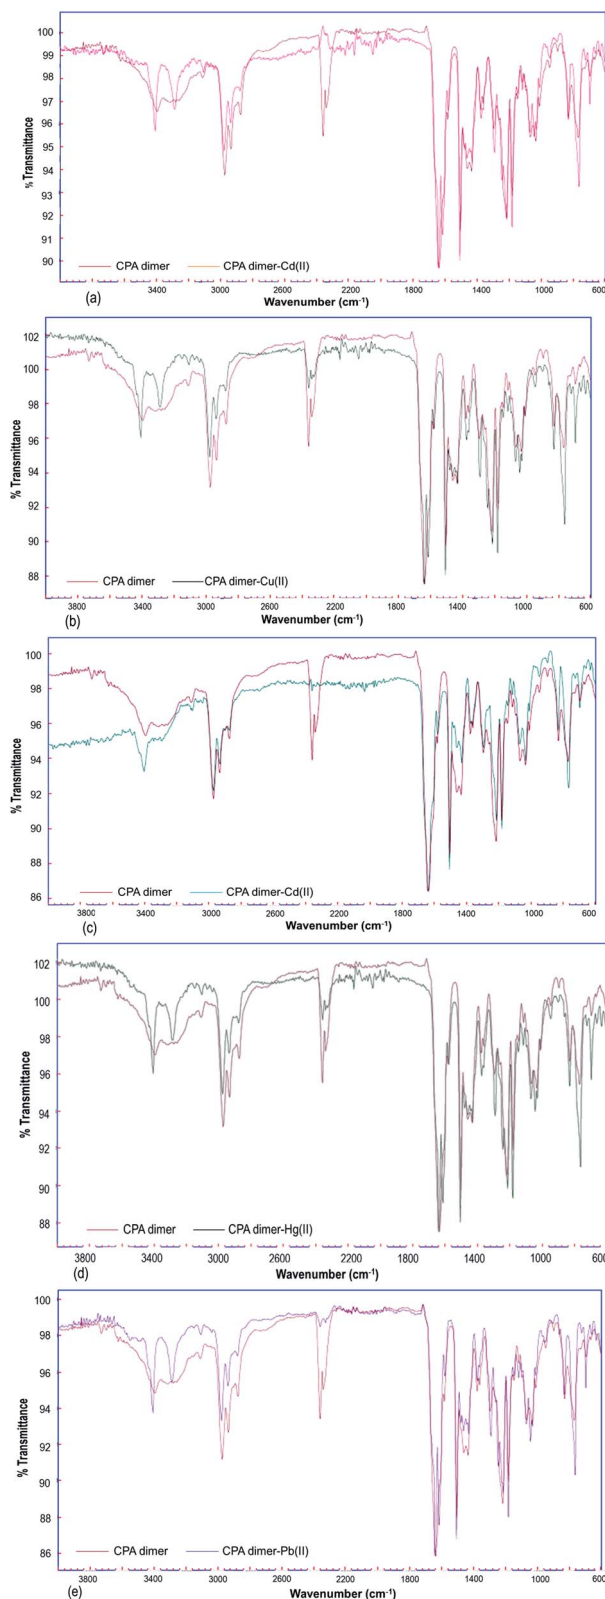 100
99
98
97
96
95
94
93
92
91
90
% Transmittance
CPA dimer CPA dimer-Cd(II)
3400 3000 2600 2200 1800 1400 1000 600
(a) Wavenumber (cm-1)
102
100
98
96
94
92
90
88
% Transmittance
CPA dimer CPA dimer-Cu(II)
3800 3400 3000 2600 2200 1800 1400 1000 600
(b) Wavenumber (cm-1)
100
98
96
94
92
90
88
86
% Transmittance
CPA dimer CPA dimer-Cd(II)
3800 3400 3000 2600 2200 1800 1400 1000 600
(c) Wavenumber (cm-1)
102
100
98
96
94
92
90
88
% Transmittance
CPA dimer CPA dimer-Hg(II)
3800 3400 3000 2600 2200 1800 1400 1000 600
(d) Wavenumber (cm-1)
100
98
96
94
92
90
88
86
% Transmittance
CPA dimer CPA dimer-Pb(II)
3800 3400 3000 2600 2200 1800 1400 1000 600
(e) Wavenumber (cm-1)